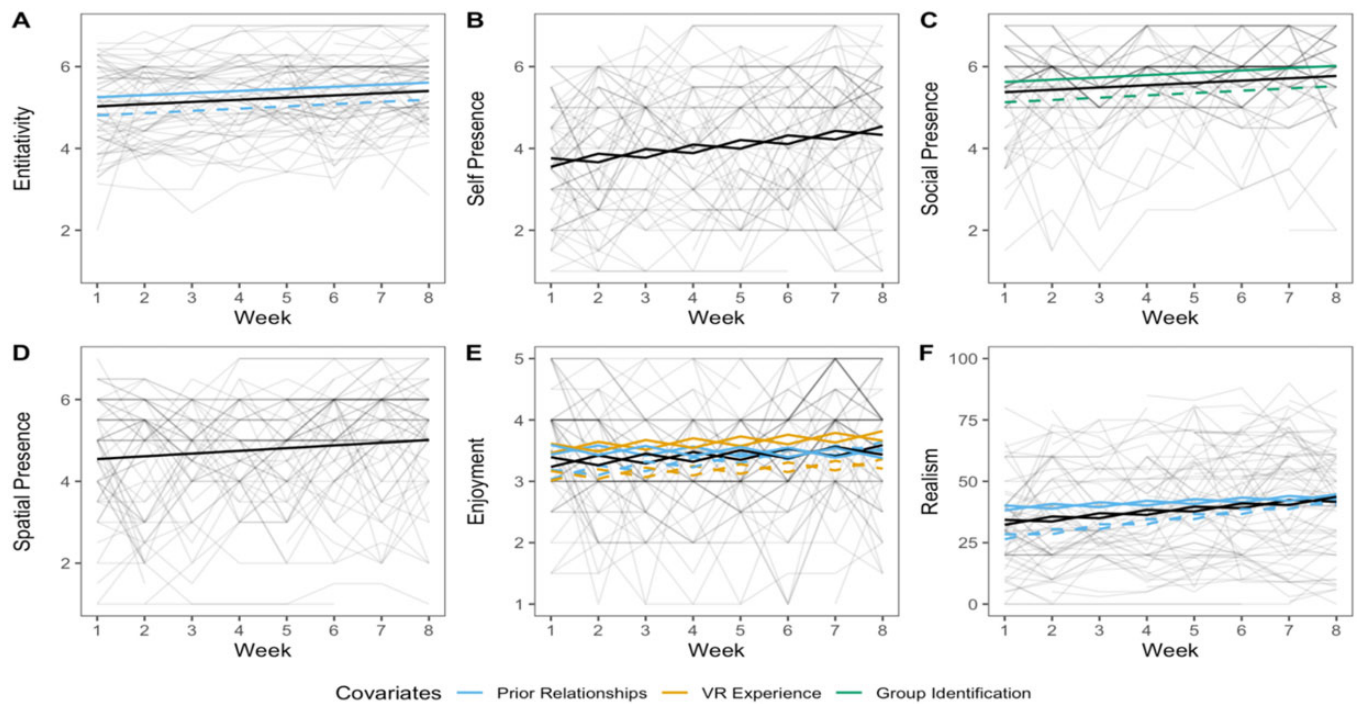 A B C
Entitativity
6
4
2
1 2 3 4 5 6 7 8
Week
Self Presence
6
4
2
1 2 3 4 5 6 7 8
Week
Social Presence
6
4
2
1 2 3 4 5 6 7 8
Week
D E F
Spatial Presence
6
4
2
1 2 3 4 5 6 7 8
Week
Enjoyment
5
4
3
2
1
1 2 3 4 5 6 7 8
Week
Realism
100
75
50
25
0
1 2 3 4 5 6 7 8
Week
Covariates Prior Relationships VR Experience Group Identification